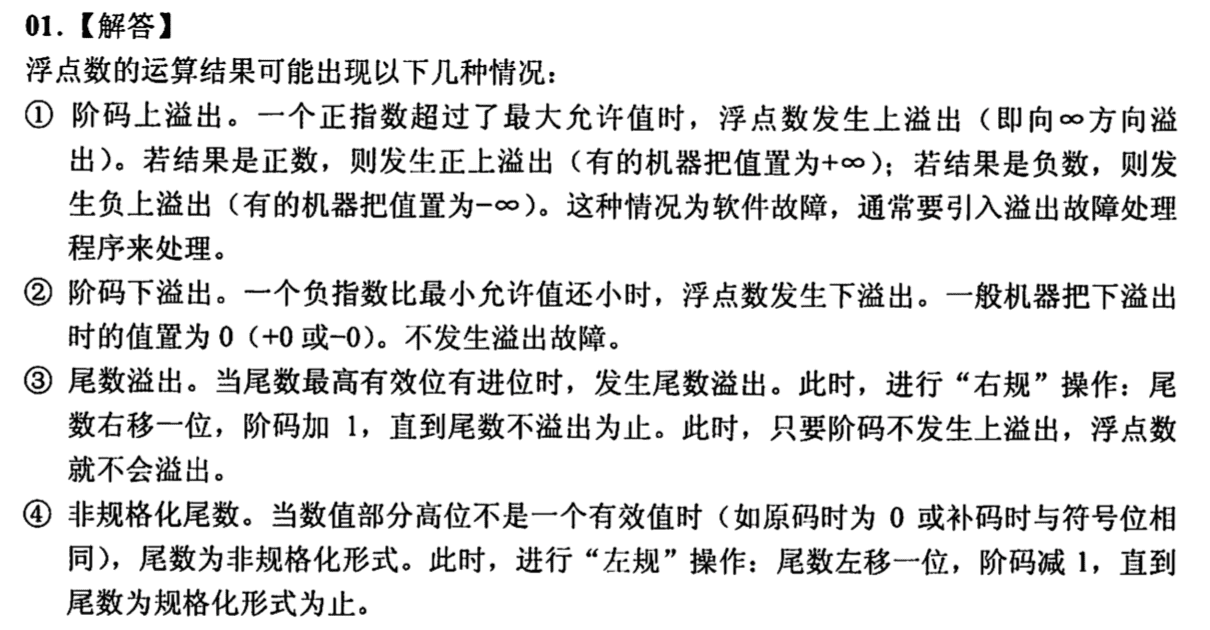 01.【解答】
浮点数的运算结果可能出现以下几种情况：
① 阶码上溢出。一个正指数超过了最大允许值时，浮点数发生上溢出（即向∞方向溢
出）。若结果是正数，则发生正上溢出（有的机器把值置为+∞）；若结果是负数，则发
生负上溢出（有的机器把值置为−∞）。这种情况为软件故障，通常要引入溢出故障处理
程序来处理。
② 阶码下溢出。一个负指数比最小允许值还小时，浮点数发生下溢出。一般机器把下溢出
时的值置为 0（+0 或−0）。不发生溢出故障。
③ 尾数溢出。当尾数最高有效位有进位时，发生尾数溢出。此时，进行“右规”操作：尾
数右移一位，阶码加 1，直到尾数不溢出为止。此时，只要阶码不发生上溢出，浮点数
就不会溢出。
④ 非规格化尾数。当数值部分高位不是一个有效值时（如原码时为 0 或补码时与符号位相
同），尾数为非规格化形式。此时，进行“左规”操作：尾数左移一位，阶码减 1，直到
尾数为规格化形式为止。